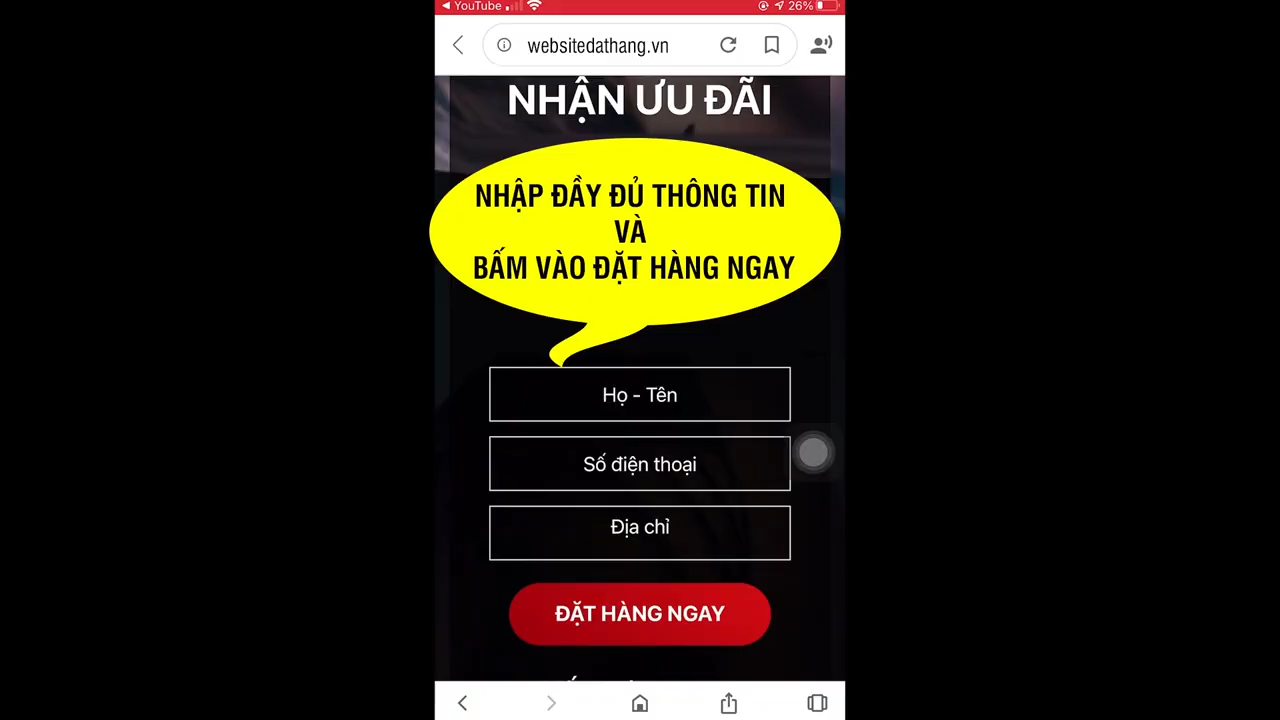 YouTube
26%
websitedathang.vn
NHẬN ƯU ĐÃI
NHẬP ĐẦY ĐỦ THÔNG TIN
VÀ
BẤM VÀO ĐẶT HÀNG NGAY
Họ - Tên
Số điện thoại
Địa chỉ
ĐẶT HÀNG NGAY